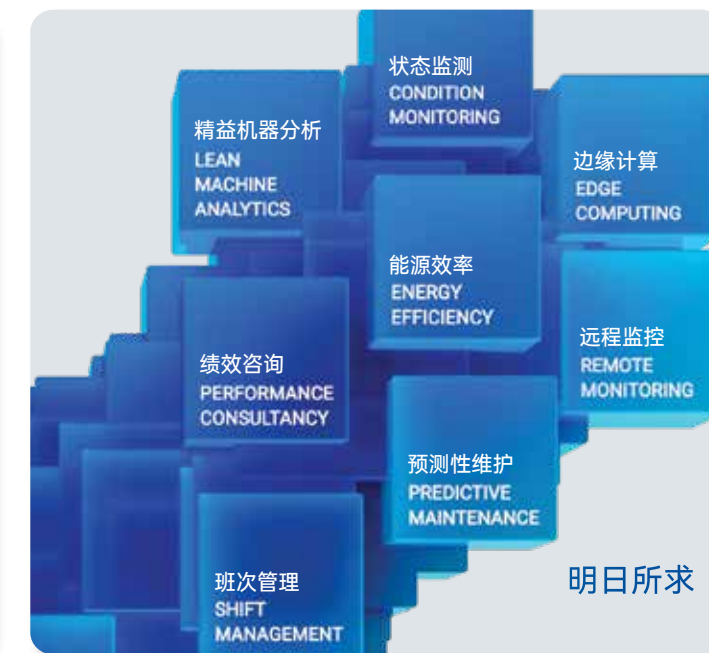 状态监测
CONDITION
MONITORING
精益机器分析
LEAN
MACHINE
ANALYTICS
边缘计算
EDGE
COMPUTING
能源效率
ENERGY
EFFICIENCY
远程监控
REMOTE
MONITORING
绩效咨询
PERFORMANCE
CONSULTANCY
预测性维护
PREDICTIVE
MAINTENANCE
班次管理
SHIFT
MANAGEMENT
明日所求